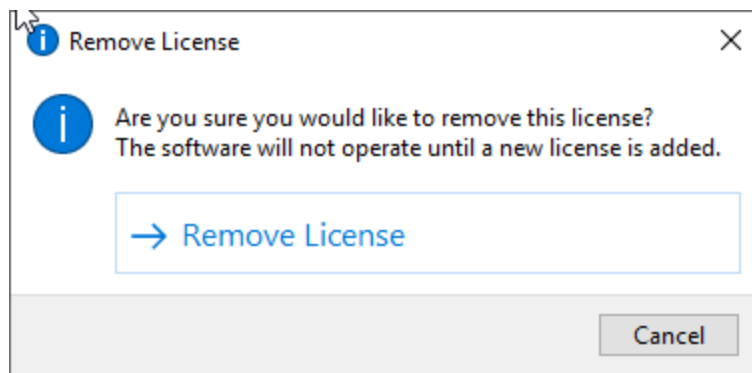 Remove License
Are you sure you would like to remove this license?
The software will not operate until a new license is added.
Remove License
Cancel